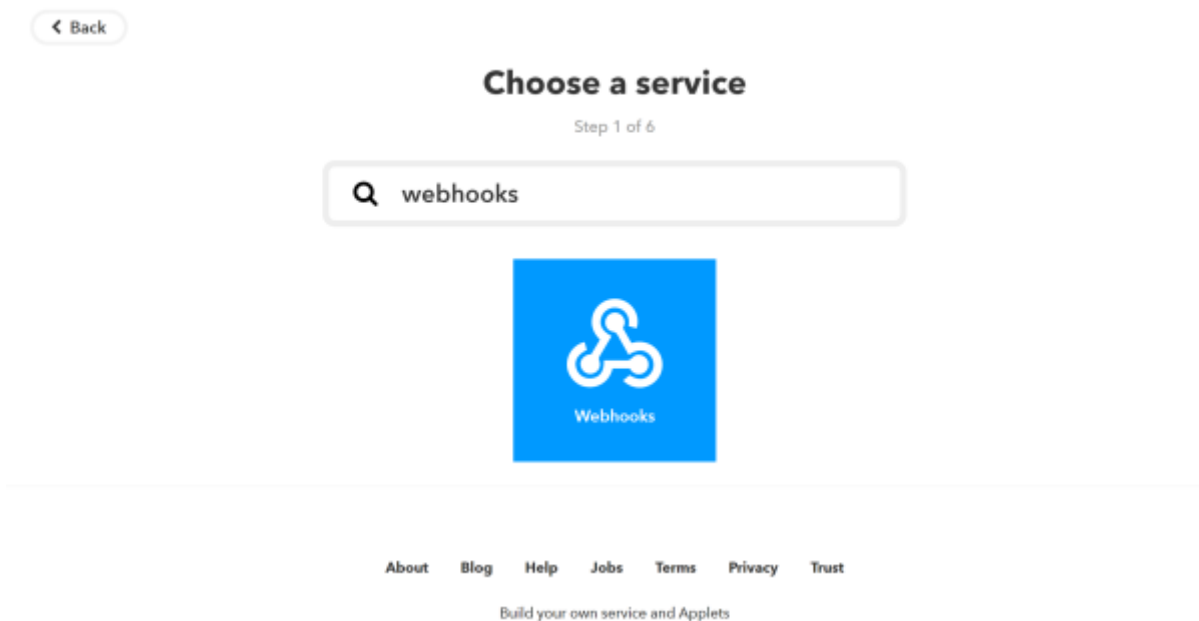 Back
Choose a service
Step 1 of 6
webhooks
Webhooks
About Blog Help Jobs Terms Privacy Trust
Build your own service and Applets